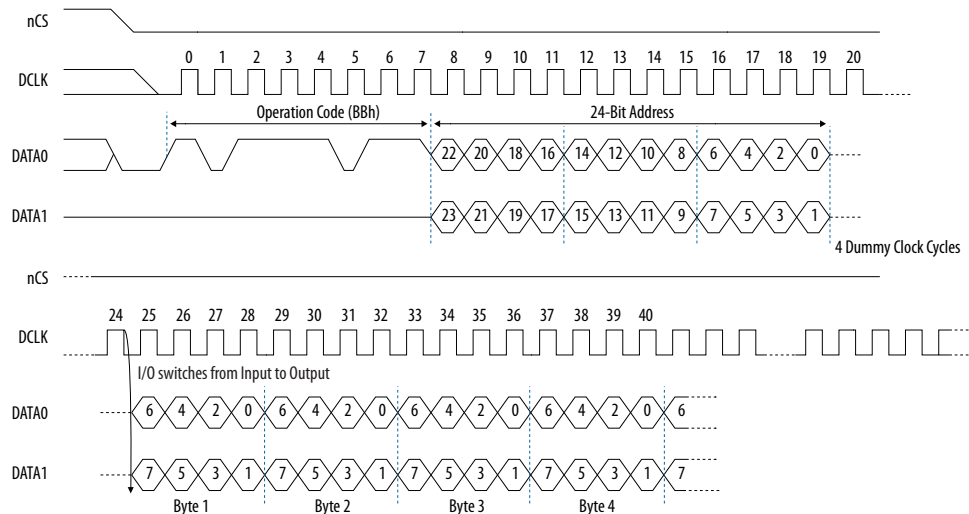 nCS
0 1 2 3 4 5 6 7 8 9 10 11 12 13 14 15 16 17 18 19 20
DCLK
Operation Code (BBh) 24-Bit Address
DATA0 22 20 18 16 14 12 10 8 6 4 2 0
DATA1 23 21 19 17 15 13 11 9 7 5 3 1
4 Dummy Clock Cycles
nCS
24 25 26 27 28 29 30 31 32 33 34 35 36 37 38 39 40
DCLK
I/O switches from Input to Output
DATA0 6 4 2 0 6 4 2 0 6 4 2 0 6 4 2 0 6
DATA1 7 5 3 1 7 5 3 1 7 5 3 1 7 5 3 1 7
Byte 1 Byte 2 Byte 3 Byte 4